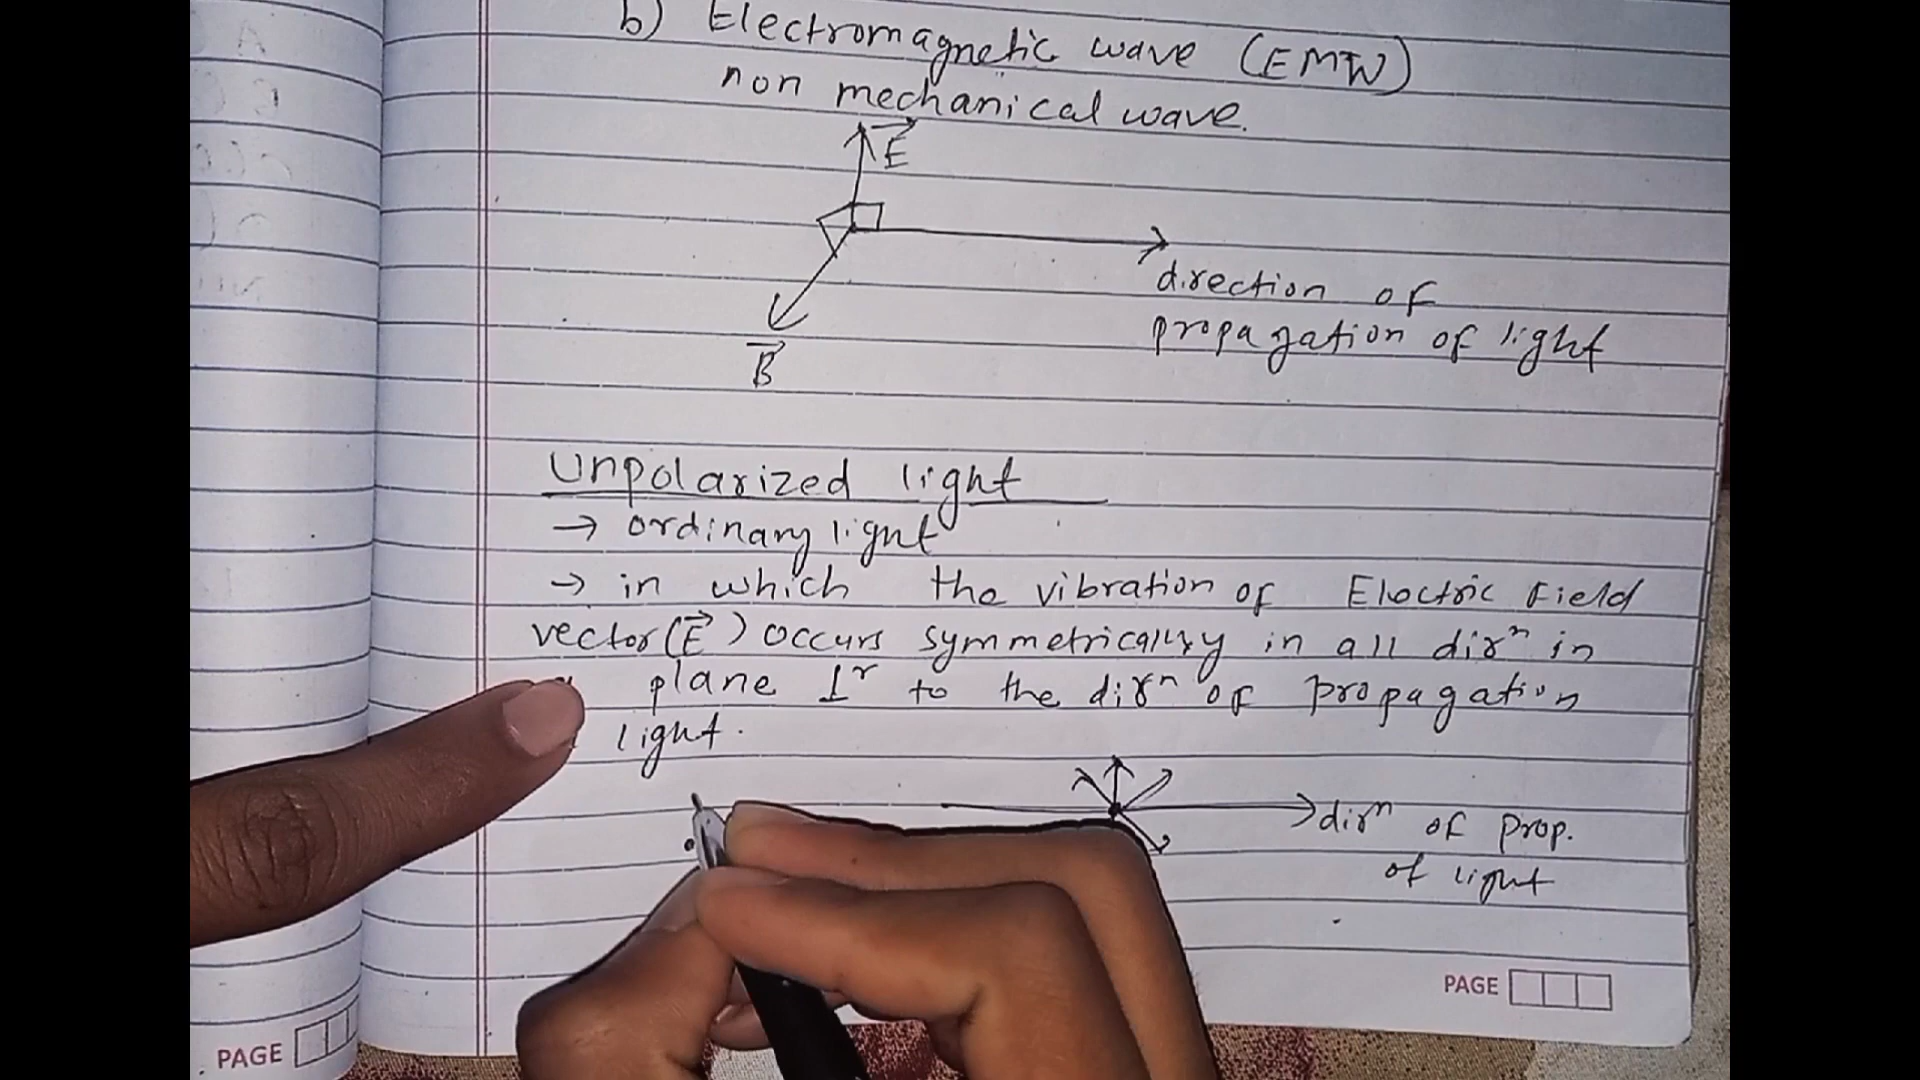 b) Electromagnetic wave (EMW)
non mechanical wave.
E
direction of
propagation of light
B
Unpolarized light
→ ordinary light
→ in which the vibration of Electric Field
vector (E) occurs symmetrically in all dirⁿ in
plane ⊥ʳ to the dirⁿ of propagation
light.
dirⁿ of prop.
of light
PAGE
PAGE